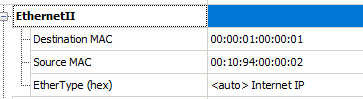 EthernetII
Destination MAC 00:00:01:00:00:01
Source MAC 00:10:94:00:00:02
EtherType (hex) <auto> Internet IP